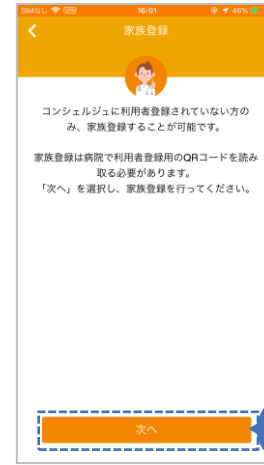 SIMなし 16:01 46%
家族登録
コンシェルジュに利用者登録されていない方の
み、家族登録することが可能です。
家族登録は病院で利用者登録用のQRコードを読み
取る必要があります。
「次へ」を選択し、家族登録を行ってください。
次へ